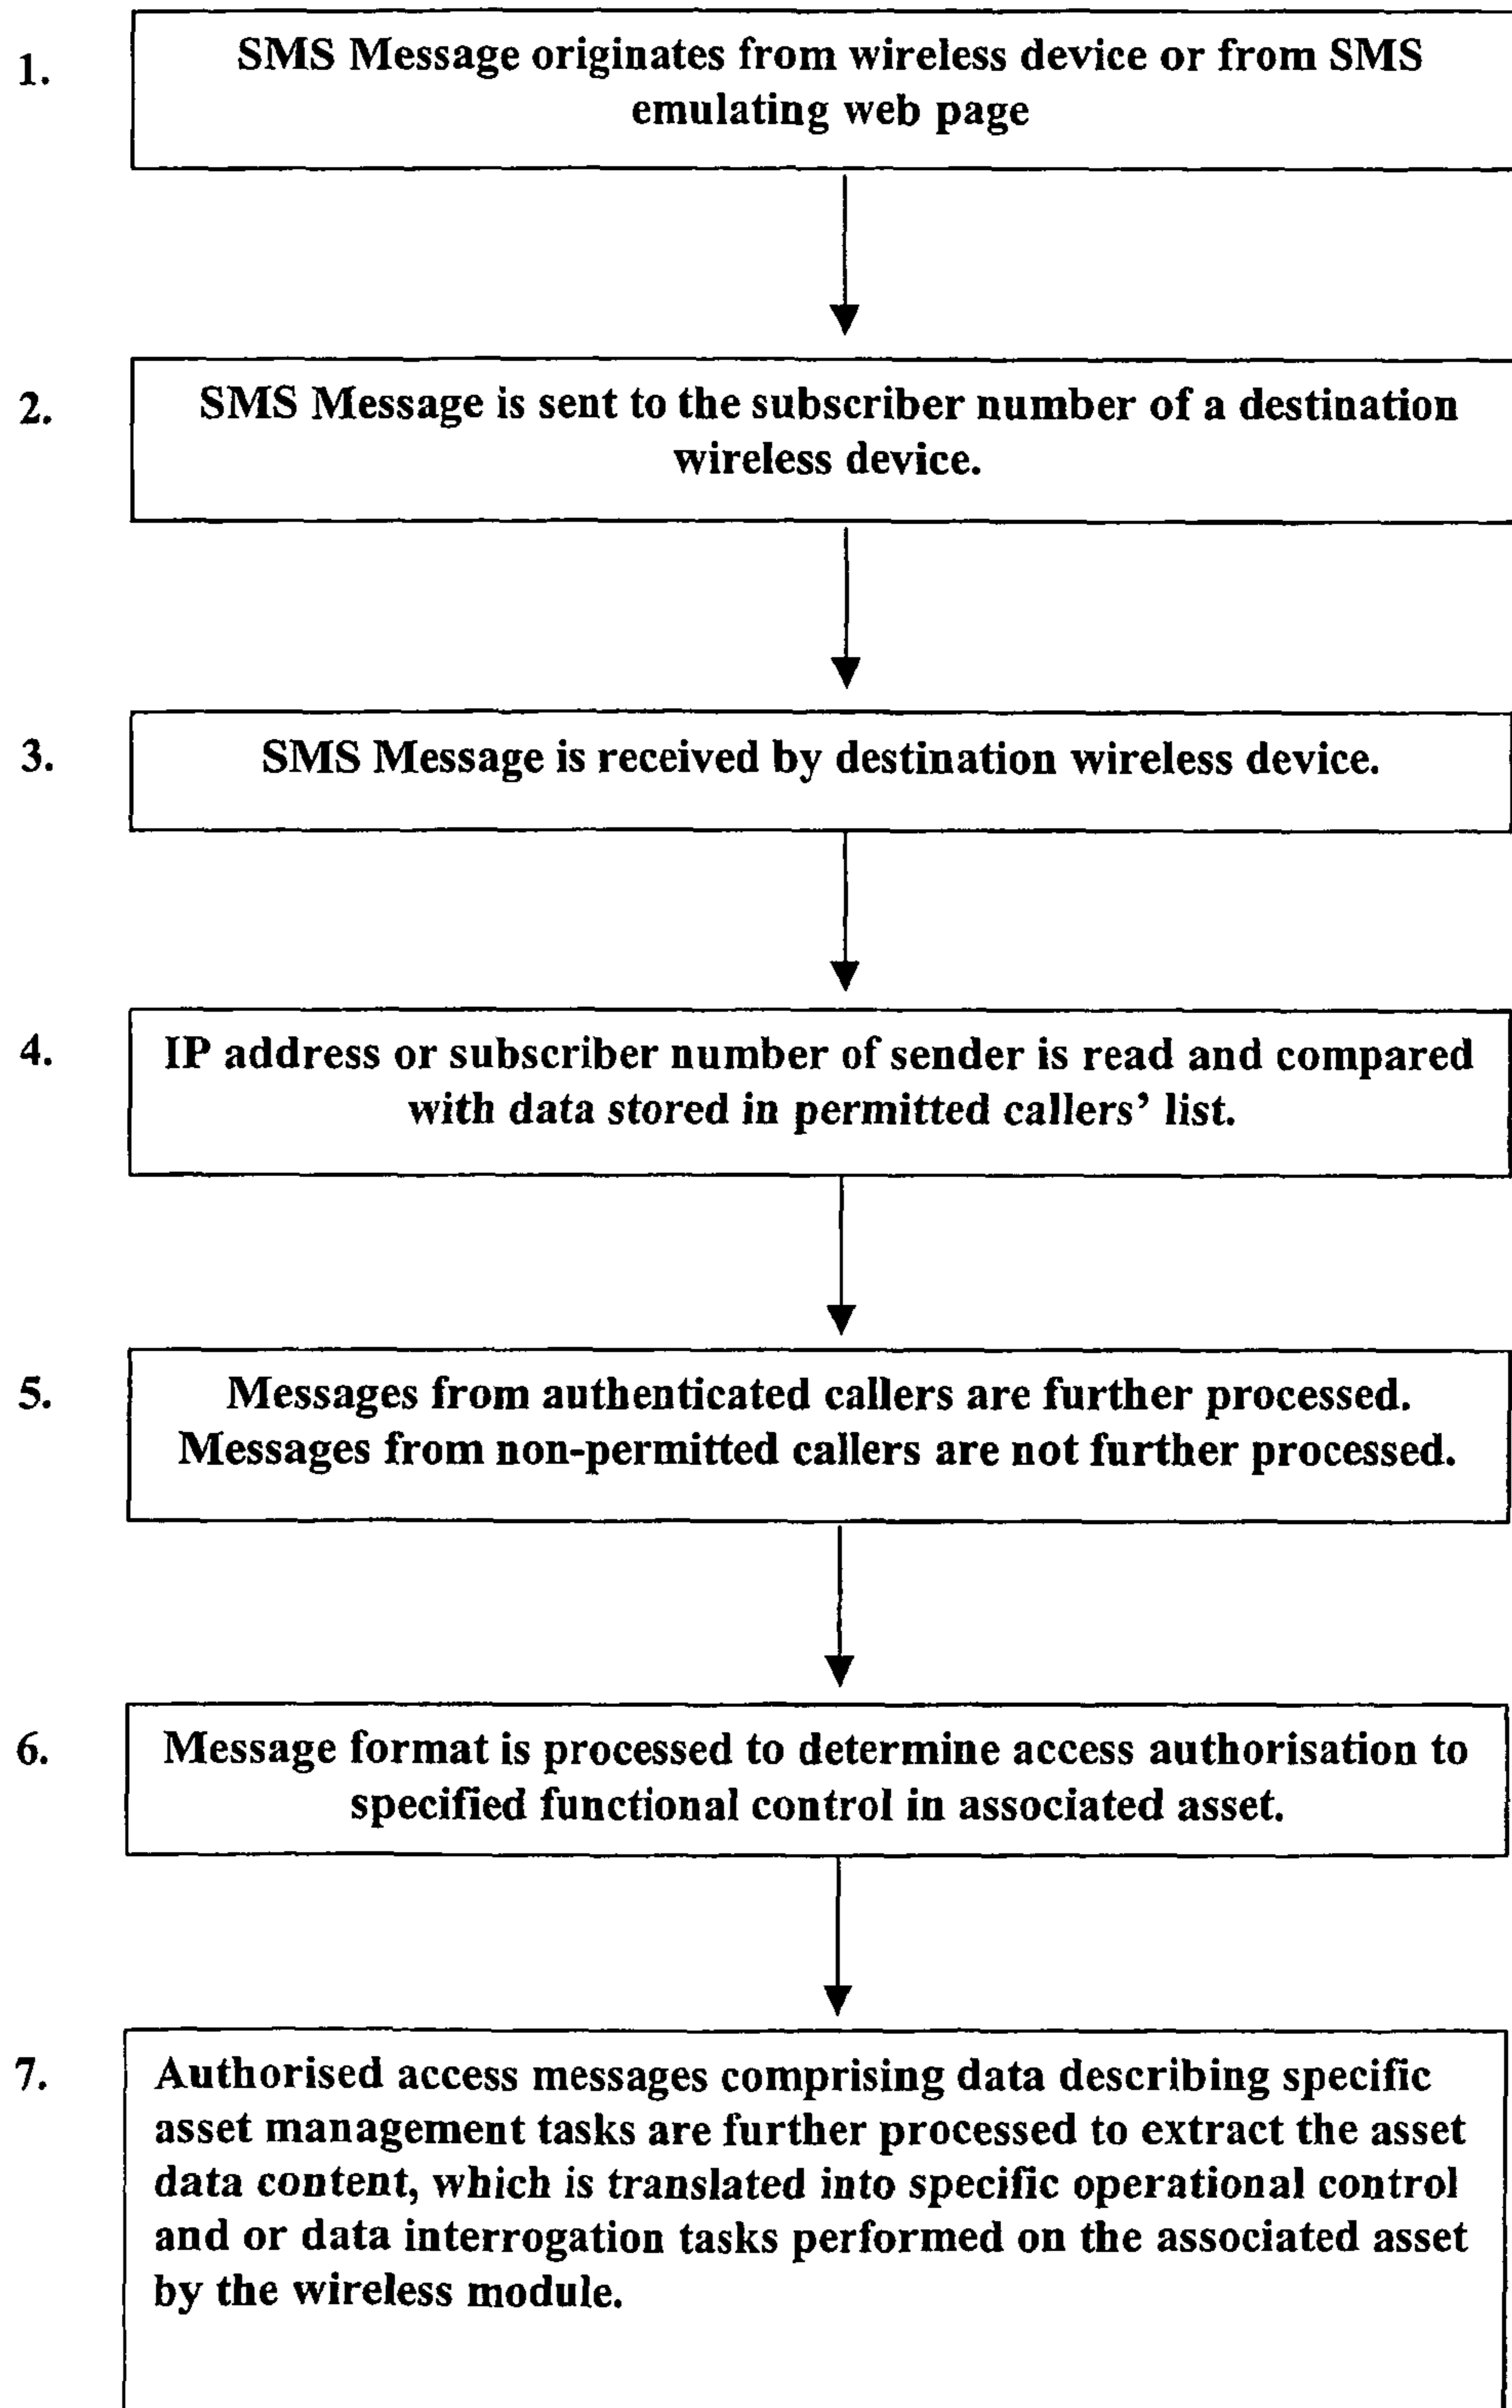 1.
SMS Message originates from wireless device or from SMS
emulating web page
2.
SMS Message is sent to the subscriber number of a destination
wireless device.
3.
SMS Message is received by destination wireless device.
4.
IP address or subscriber number of sender is read and compared
with data stored in permitted callers’ list.
5.
Messages from authenticated callers are further processed.
Messages from non-permitted callers are not further processed.
6.
Message format is processed to determine access authorisation to
specified functional control in associated asset.
7.
Authorised access messages comprising data describing specific
asset management tasks are further processed to extract the asset
data content, which is translated into specific operational control
and or data interrogation tasks performed on the associated asset
by the wireless module.